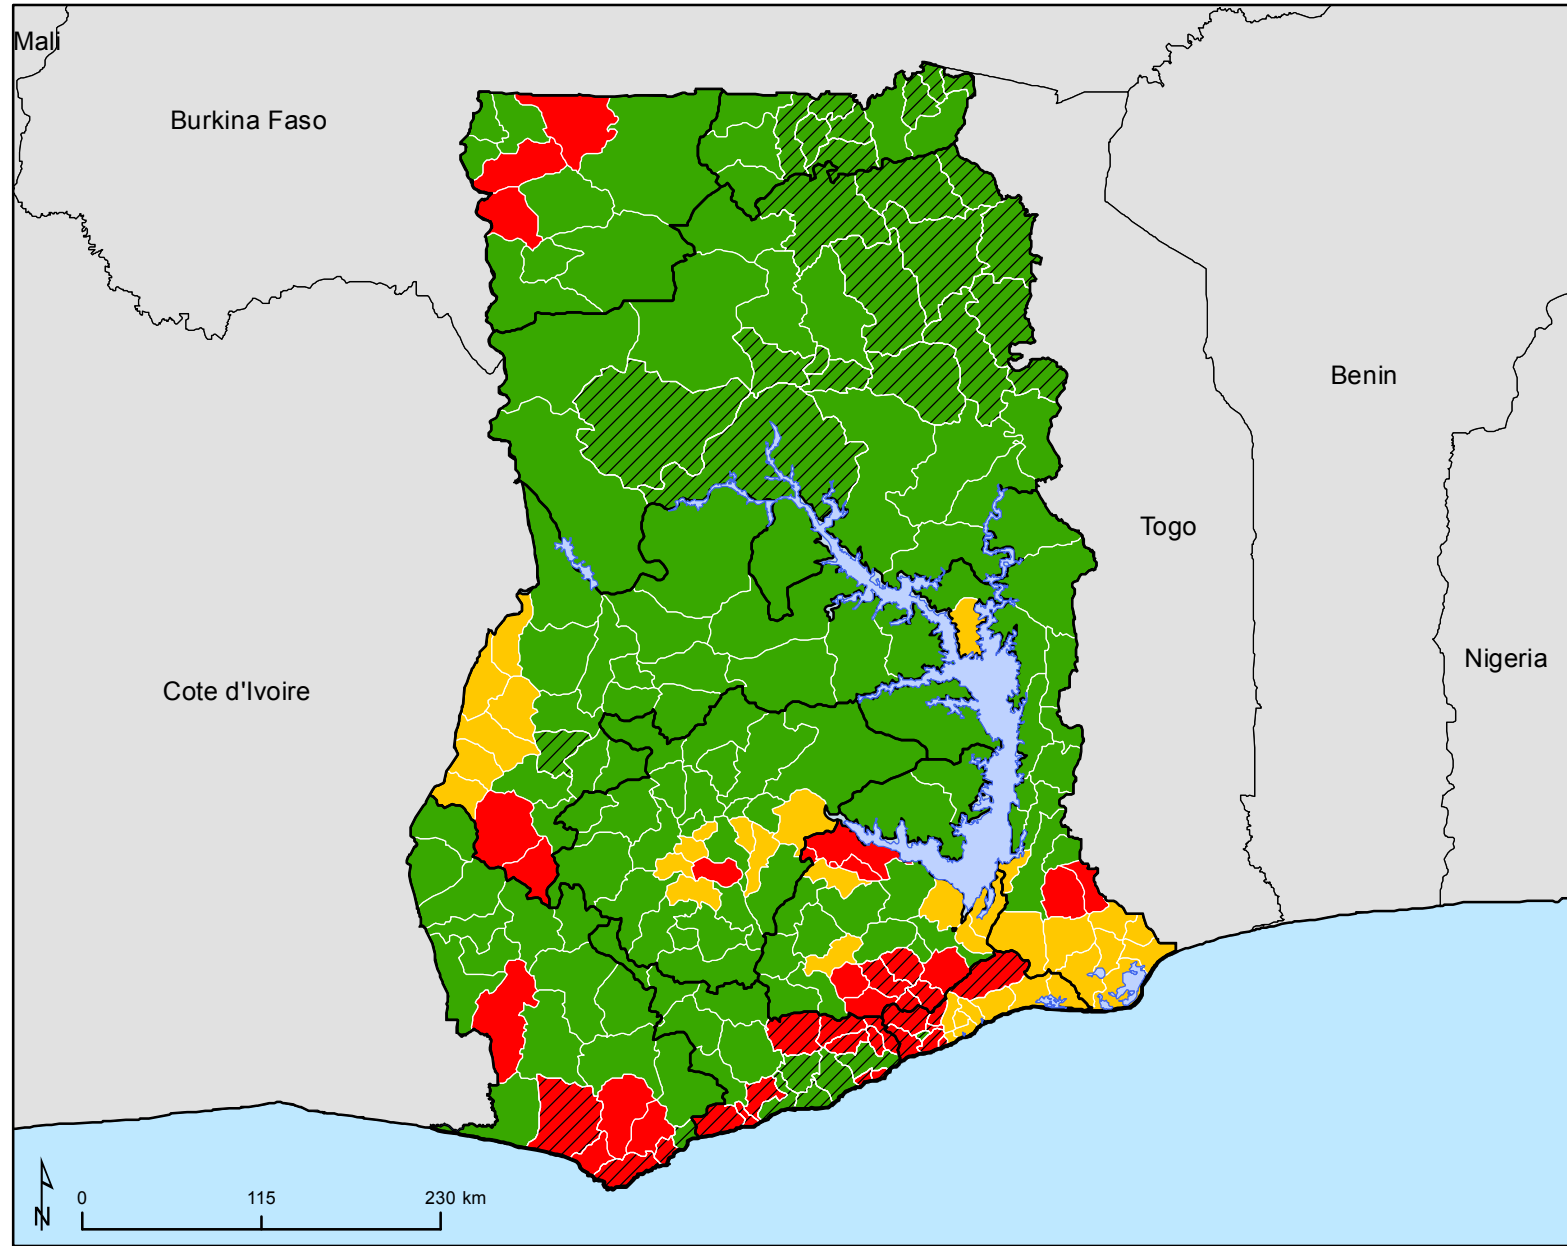 Mali
Burkina Faso
Benin
Togo
Nigeria
Cote d'Ivoire
N
0 115 230 km